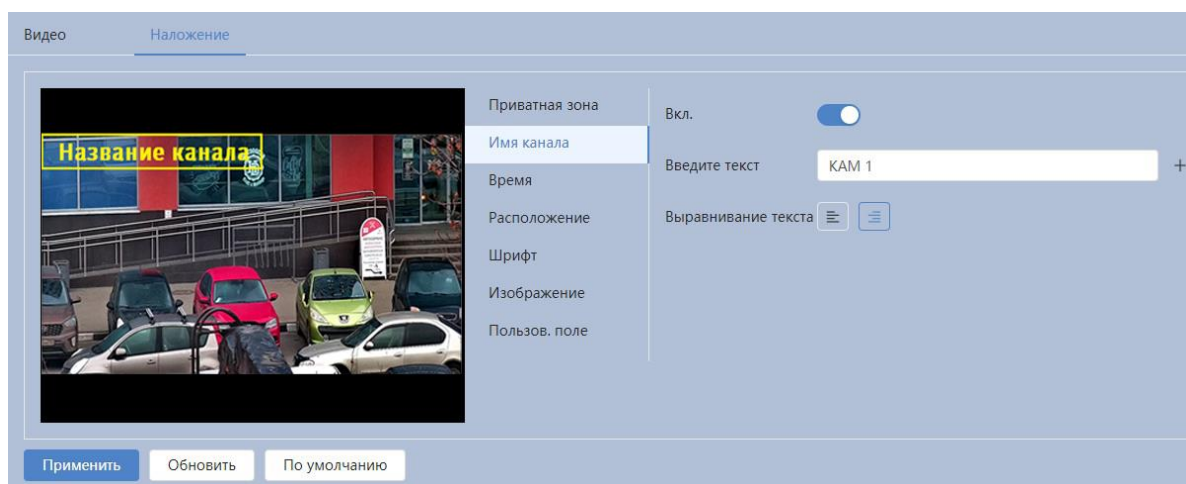 Видео
Наложение
Название канала
Приватная зона
Имя канала
Время
Расположение
Шрифт
Изображение
Пользов. поле
Вкл.
Введите текст
КАМ 1
+
Выравнивание текста
Применить
Обновить
По умолчанию